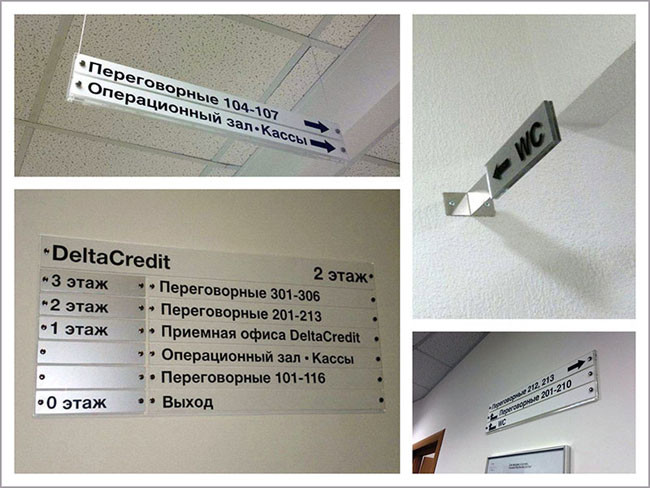 Переговорные 104-107
Операционный зал•Кассы
WC
DeltaCredit 2 этаж
3 этаж Переговорные 301-306
2 этаж Переговорные 201-213
1 этаж Приемная офиса DeltaCredit
Операционный зал • Кассы
Переговорные 101-116
0 этаж Выход
Переговорные 212, 213
Переговорные 201-210
WC